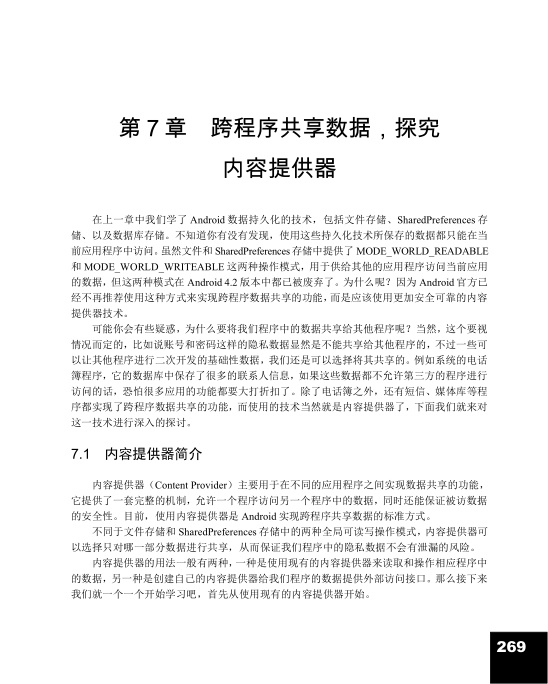 第 7 章　跨程序共享数据，探究
内容提供器
在上一章中我们学了 Android 数据持久化的技术，包括文件存储、SharedPreferences 存
储、以及数据库存储。不知道你有没有发现，使用这些持久化技术所保存的数据都只能在当
前应用程序中访问。虽然文件和 SharedPreferences 存储中提供了 MODE_WORLD_READABLE
和 MODE_WORLD_WRITEABLE 这两种操作模式，用于供给其他的应用程序访问当前应用
的数据，但这两种模式在 Android 4.2 版本中都已被废弃了。为什么呢？因为 Android 官方已
经不再推荐使用这种方式来实现跨程序数据共享的功能，而是应该使用更加安全可靠的内容
提供器技术。
可能你会有些疑惑，为什么要将我们程序中的数据共享给其他程序呢？当然，这个要视
情况而定的，比如说账号和密码这样的隐私数据显然是不能共享给其他程序的，不过一些可
以让其他程序进行二次开发的基础性数据，我们还是可以选择将其共享的。例如系统的电话
簿程序，它的数据库中保存了很多的联系人信息，如果这些数据都不允许第三方的程序进行
访问的话，恐怕很多应用的功能都要大打折扣了。除了电话簿之外，还有短信、媒体库等程
序都实现了跨程序数据共享的功能，而使用的技术当然就是内容提供器了，下面我们就来对
这一技术进行深入的探讨。
7.1　内容提供器简介
内容提供器（Content Provider）主要用于在不同的应用程序之间实现数据共享的功能，
它提供了一套完整的机制，允许一个程序访问另一个程序中的数据，同时还能保证被访数据
的安全性。目前，使用内容提供器是 Android 实现跨程序共享数据的标准方式。
不同于文件存储和 SharedPreferences 存储中的两种全局可读写操作模式，内容提供器可
以选择只对哪一部分数据进行共享，从而保证我们程序中的隐私数据不会有泄漏的风险。
内容提供器的用法一般有两种，一种是使用现有的内容提供器来读取和操作相应程序中
的数据，另一种是创建自己的内容提供器给我们程序的数据提供外部访问接口。那么接下来
我们就一个一个开始学习吧，首先从使用现有的内容提供器开始。
269